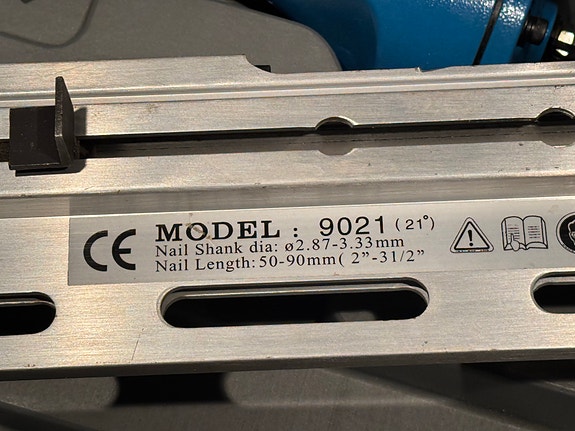 CE
MODEL : 9021 (21°)
Nail Shank dia: ø2.87-3.33mm
Nail Length:50-90mm( 2”-31/2”